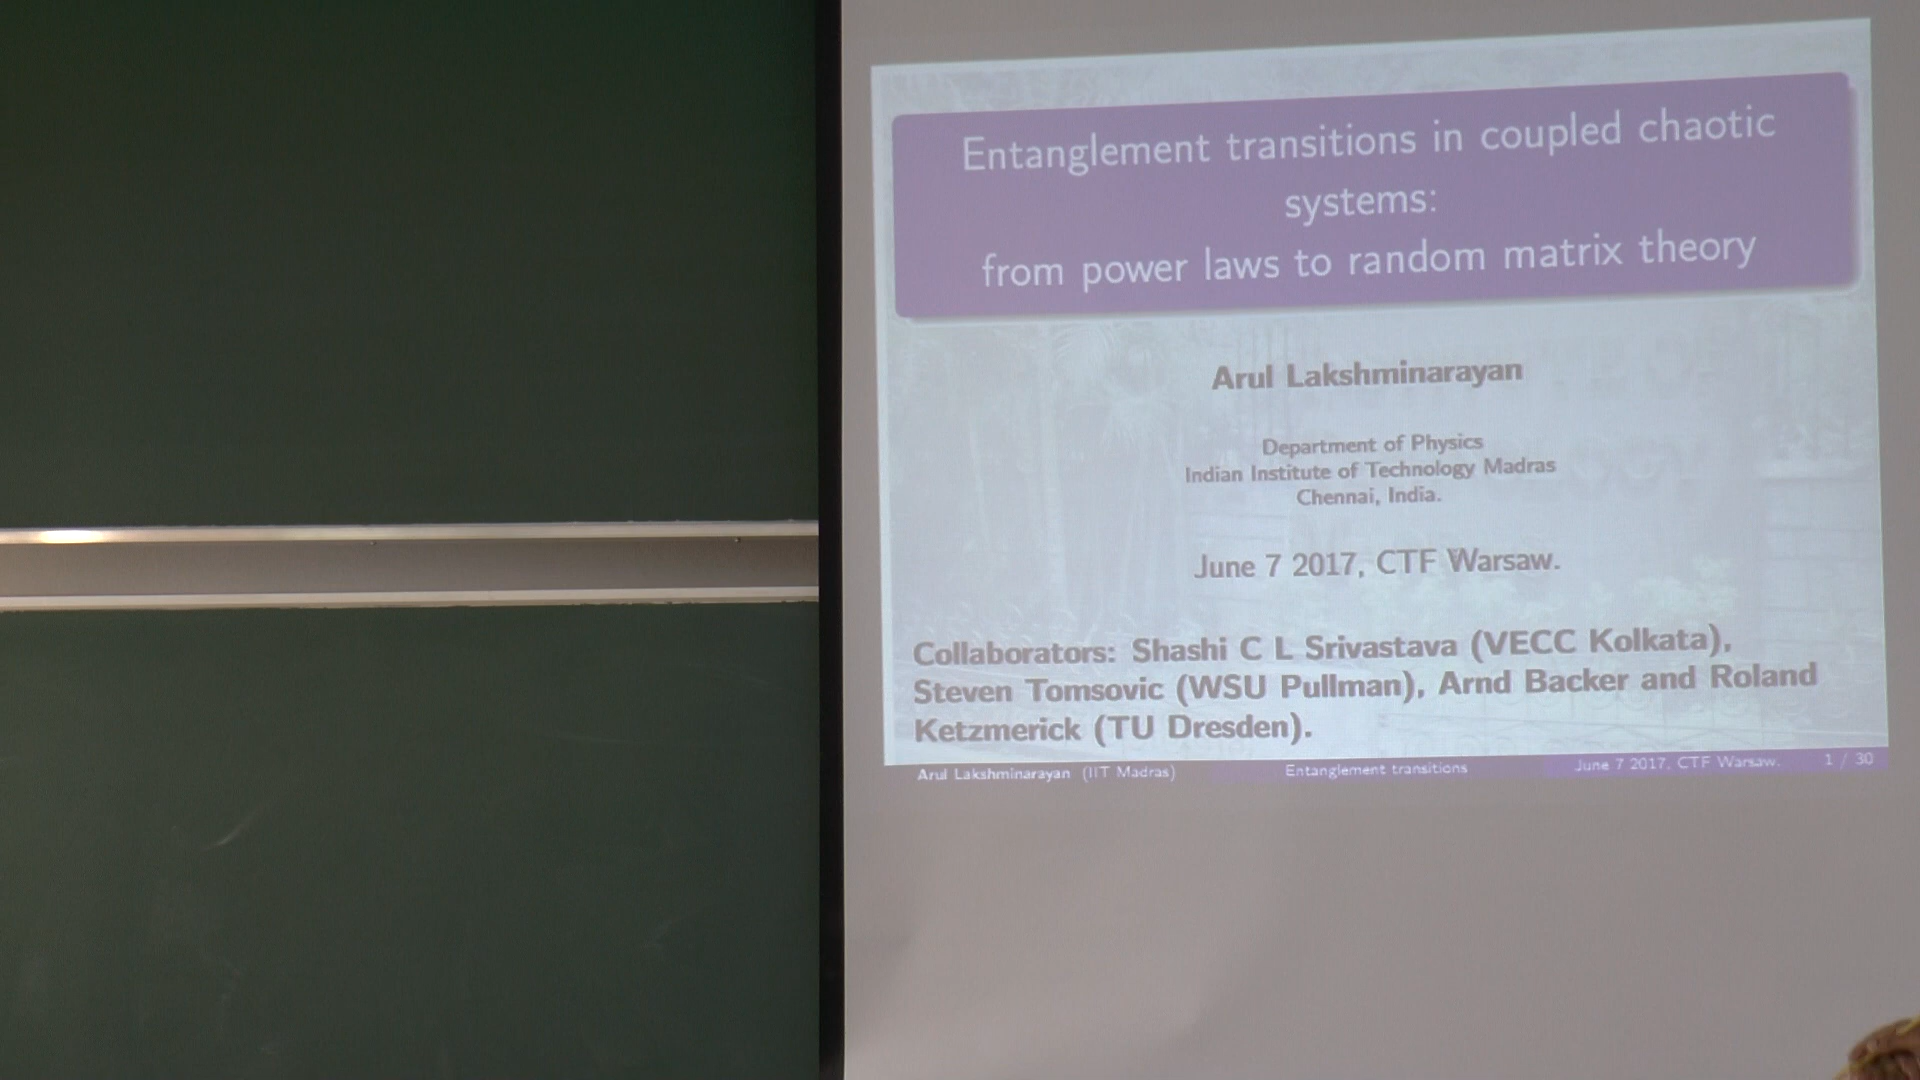 Entanglement transitions in coupled chaotic
systems:
from power laws to random matrix theory
Arul Lakshminarayan
Department of Physics
Indian Institute of Technology Madras
Chennai, India.
June 7 2017, CTF Warsaw.
Collaborators: Shashi C L Srivastava (VECC Kolkata),
Steven Tomsovic (WSU Pullman), Arnd Backer and Roland
Ketzmerick (TU Dresden).
Arul Lakshminarayan (IIT Madras) Entanglement transitions June 7 2017, CTF Warsaw. 1 / 30